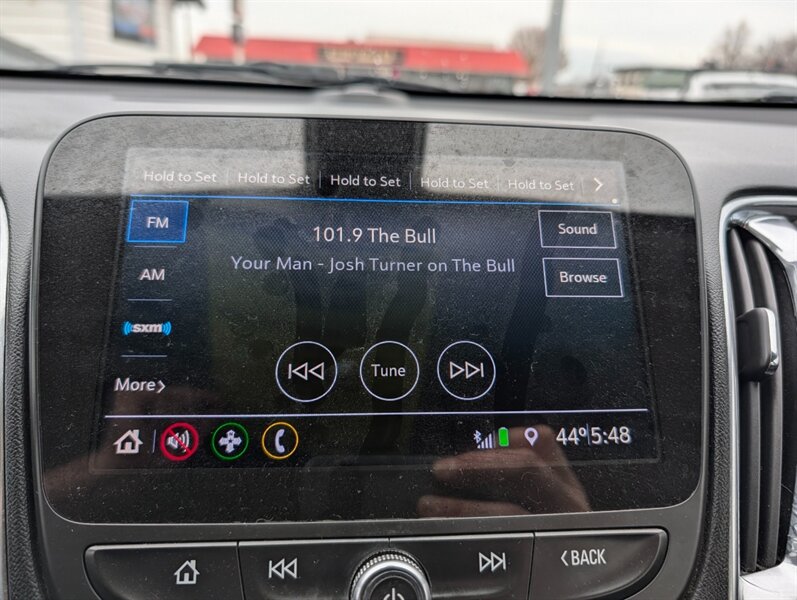 Hold to Set Hold to Set Hold to Set Hold to Set Hold to Set
FM
101.9 The Bull
Sound
Your Man - Josh Turner on The Bull
AM
Browse
sxm
Tune
More
44° 5:48
BACK